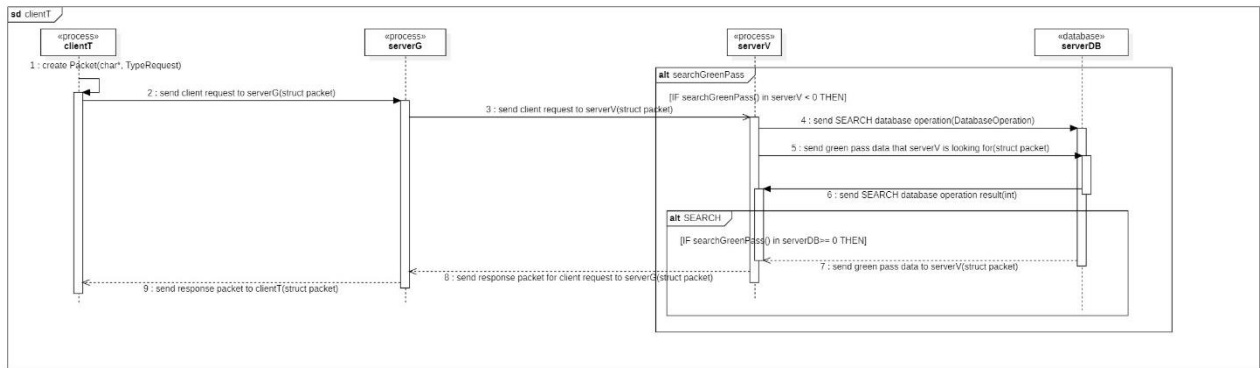 sd clientT
«process»
clientT
«process»
serverG
«process»
serverV
«database»
serverDB
1 : create Packet(char*, TypeRequest)
alt searchGreenPass
[IF searchGreenPass() in serverV < 0 THEN]
2 : send client request to serverG(struct packet)
3 : send client request to serverV(struct packet)
4 : send SEARCH database operation(DatabaseOperation)
5 : send green pass data that serverV is looking for(struct packet)
6 : send SEARCH database operation result(int)
alt SEARCH
[IF searchGreenPass() in serverDB>= 0 THEN]
7 : send green pass data to serverV(struct packet)
8 : send response packet for client request to serverG(struct packet)
9 : send response packet to clientT(struct packet)